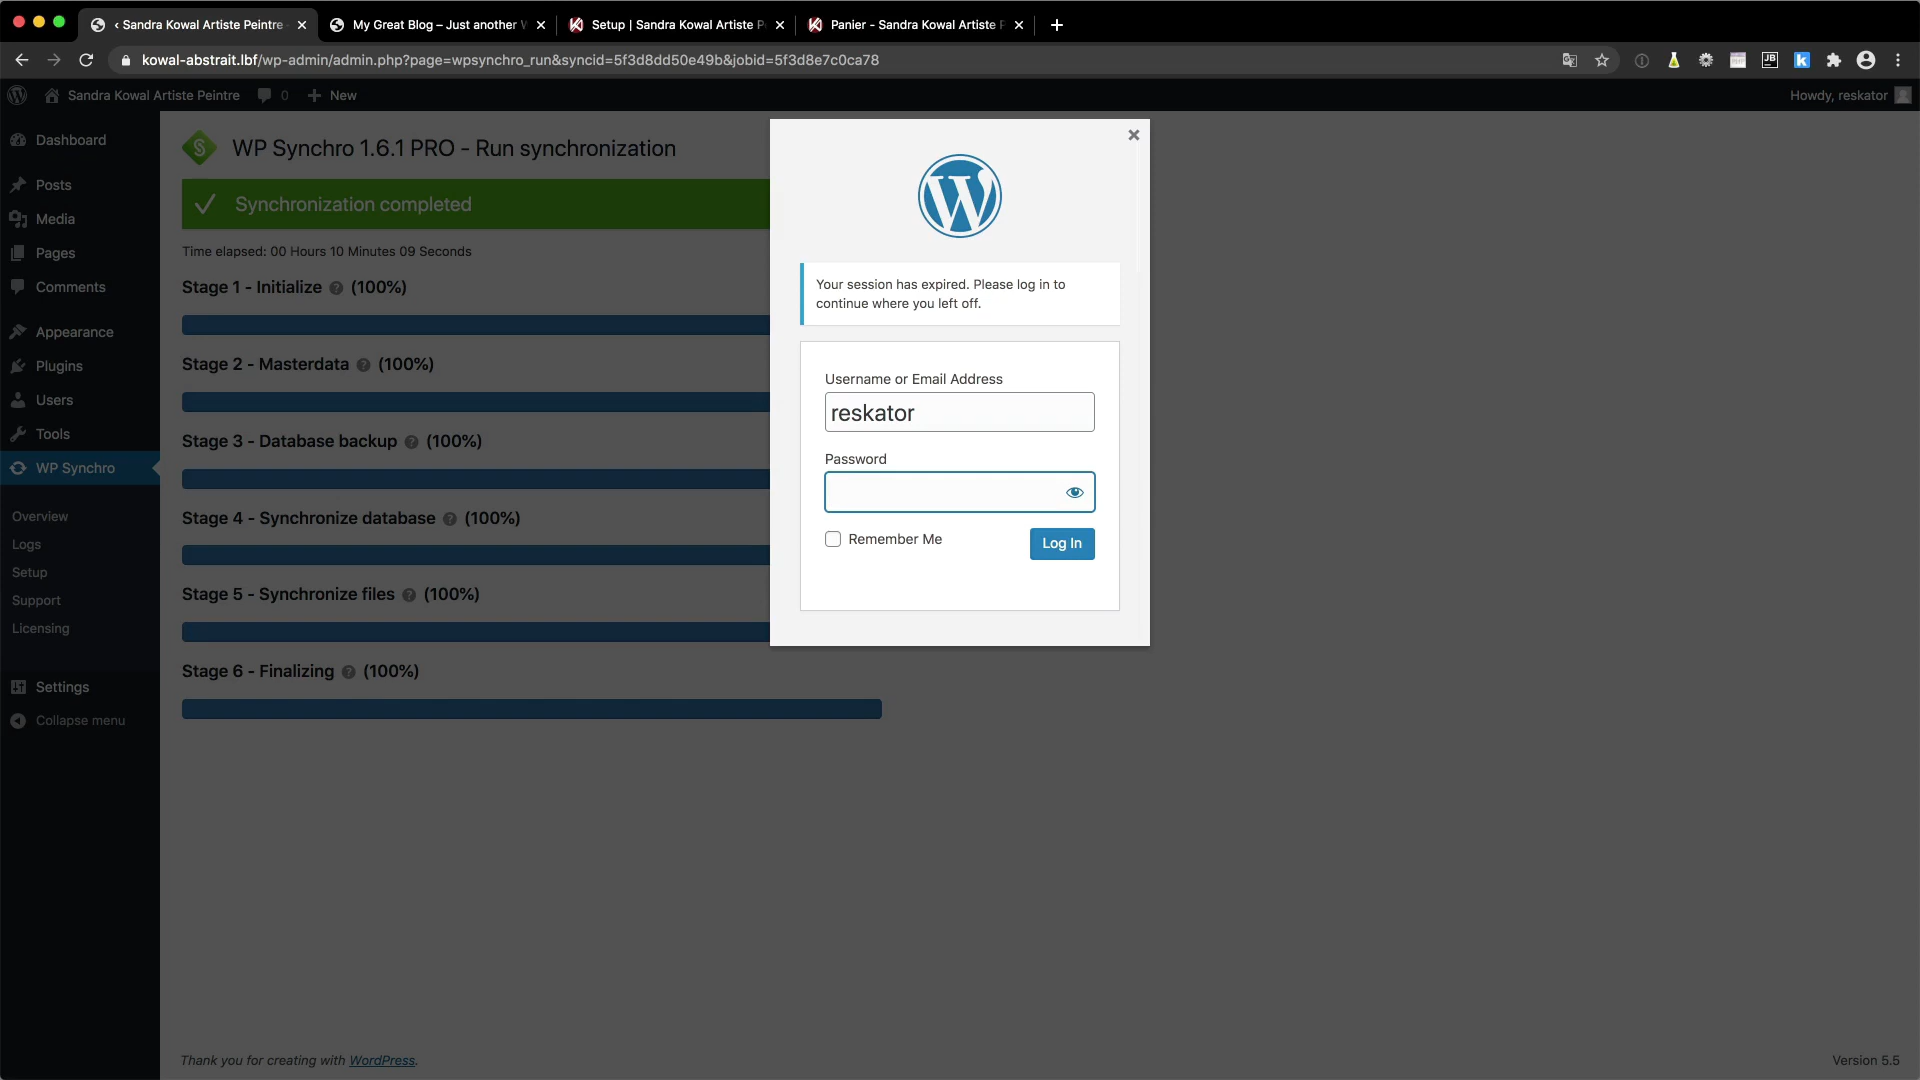 ‹ Sandra Kowal Artiste Peintre
My Great Blog – Just another W
Setup | Sandra Kowal Artiste P
Panier - Sandra Kowal Artiste P
kowal-abstrait.lbf/wp-admin/admin.php?page=wpsynchro_run&syncid=5f3d8dd50e49b&jobid=5f3d8e7c0ca78
Sandra Kowal Artiste Peintre
0
New
Howdy, reskator
Dashboard
Posts
Media
Pages
Comments
Appearance
Plugins
Users
Tools
WP Synchro
Overview
Logs
Setup
Support
Licensing
Settings
Collapse menu
WP Synchro 1.6.1 PRO - Run synchronization
Synchronization completed
Time elapsed: 00 Hours 10 Minutes 09 Seconds
Stage 1 - Initialize ? (100%)
Stage 2 - Masterdata ? (100%)
Stage 3 - Database backup ? (100%)
Stage 4 - Synchronize database ? (100%)
Stage 5 - Synchronize files ? (100%)
Stage 6 - Finalizing ? (100%)
Your session has expired. Please log in to
continue where you left off.
Username or Email Address
reskator
Password
Remember Me
Log In
Thank you for creating with WordPress.
Version 5.5